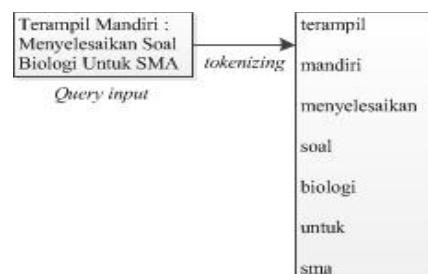 Terampil Mandiri :
Menyelesaikan Soal
Biologi Untuk SMA
Query input
tokenizing
terampil
mandiri
menyelesaikan
soal
biologi
untuk
sma